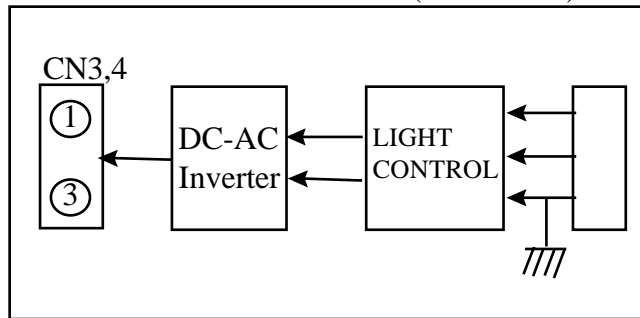 CN3,4
1
3
DC-AC
Inverter
LIGHT
CONTROL